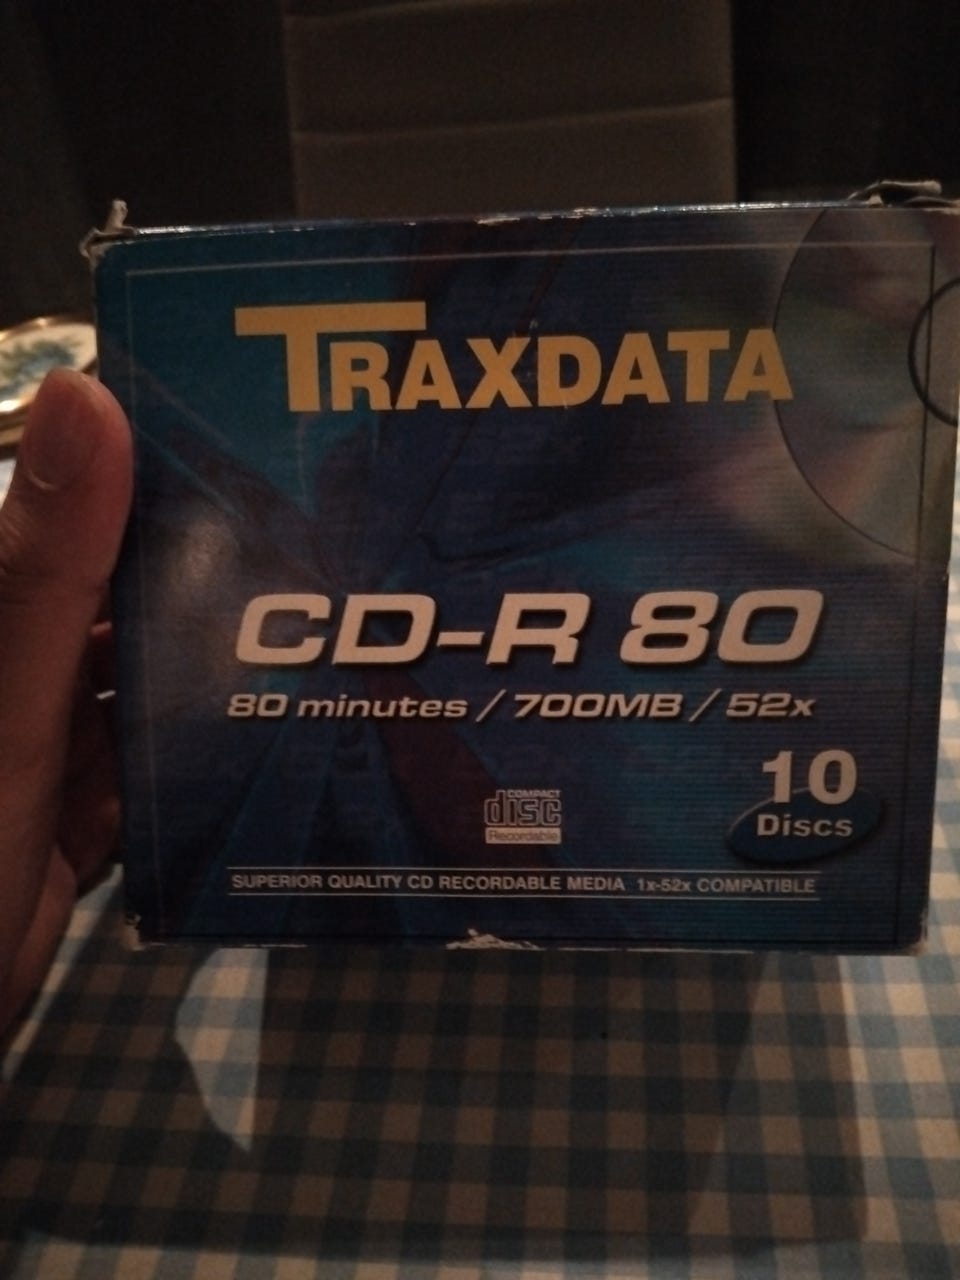 TRAXDATA
CD-R 80
80 minutes / 700MB / 52x
10
Discs
COMPACT
disc
Recordable
SUPERIOR QUALITY CD RECORDABLE MEDIA 1x-52x COMPATIBLE